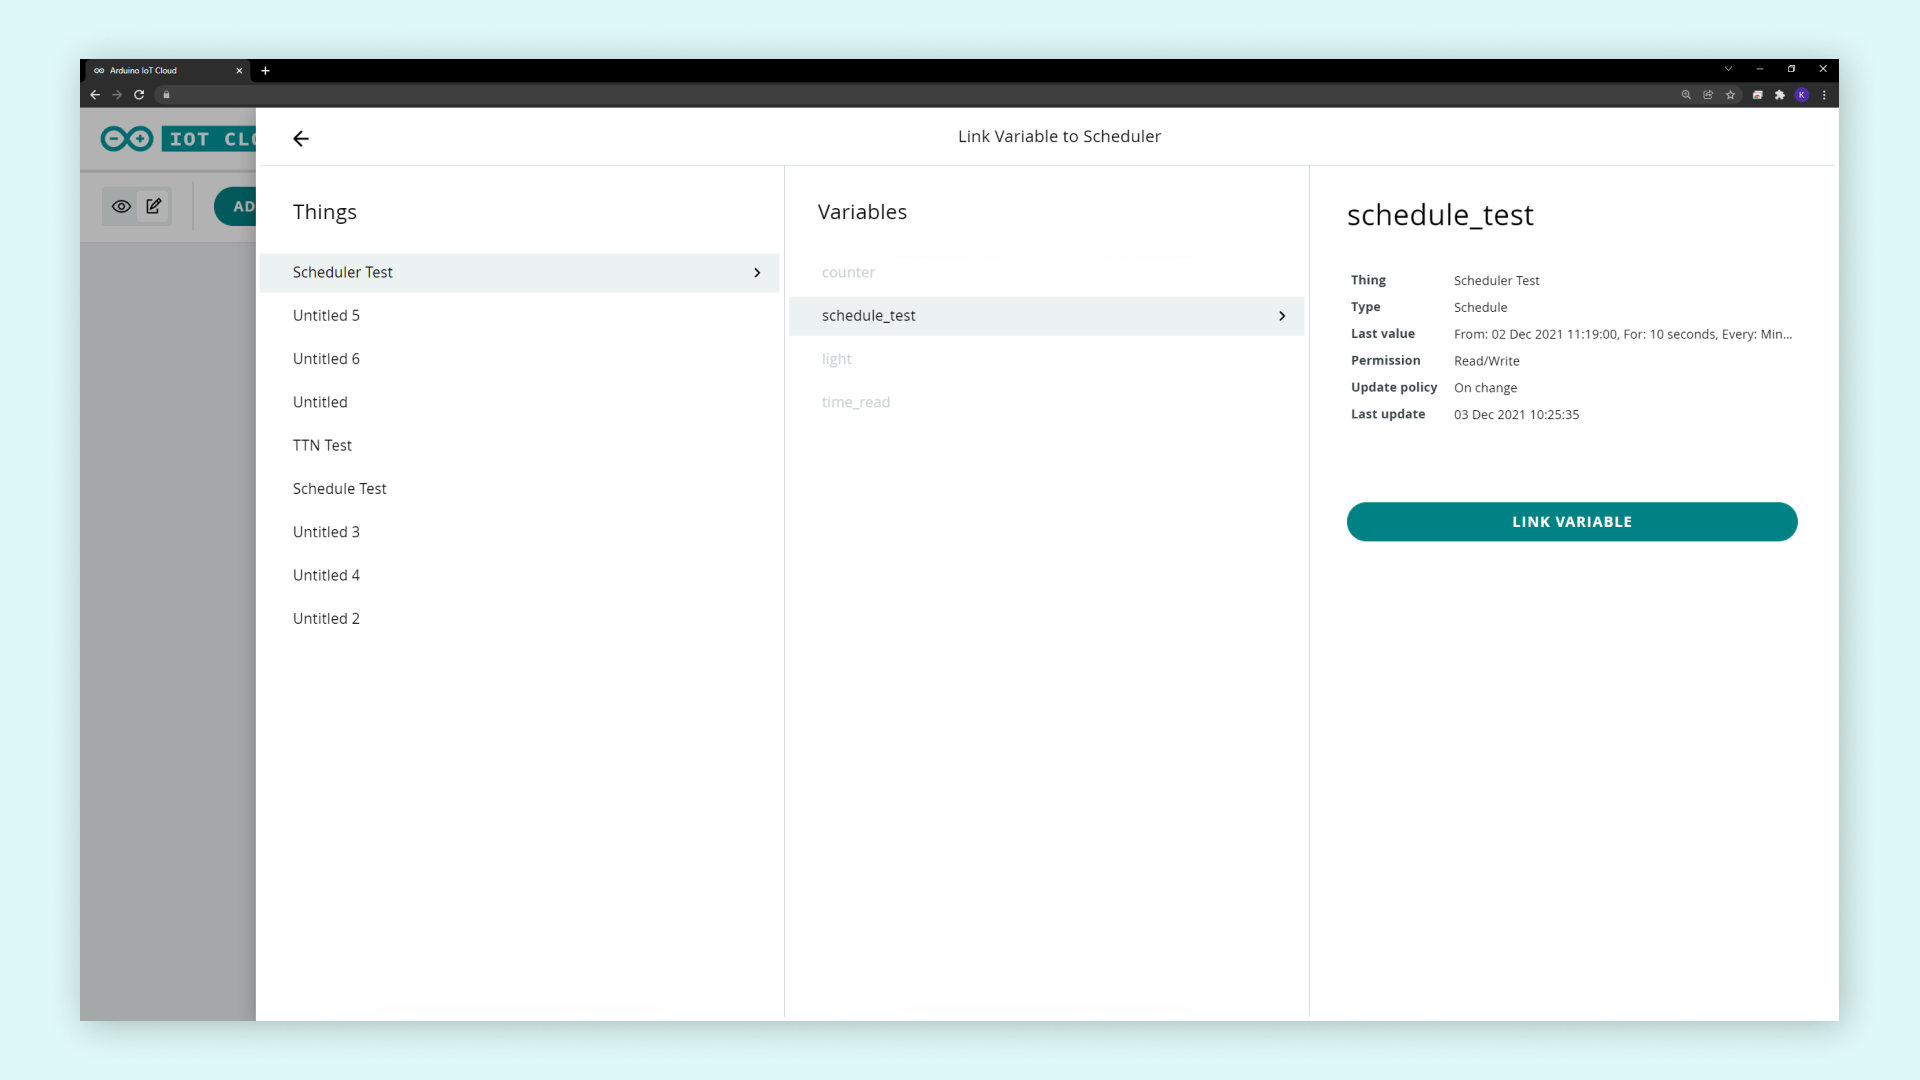 Arduino IoT Cloud
K
IOT CLO
Link Variable to Scheduler
AD
Things
Scheduler Test
Untitled 5
Untitled 6
Untitled
TTN Test
Schedule Test
Untitled 3
Untitled 4
Untitled 2
Variables
counter
schedule_test
light
time_read
schedule_test
Thing Scheduler Test
Type Schedule
Last value From: 02 Dec 2021 11:19:00, For: 10 seconds, Every: Min...
Permission Read/Write
Update policy On change
Last update 03 Dec 2021 10:25:35
LINK VARIABLE